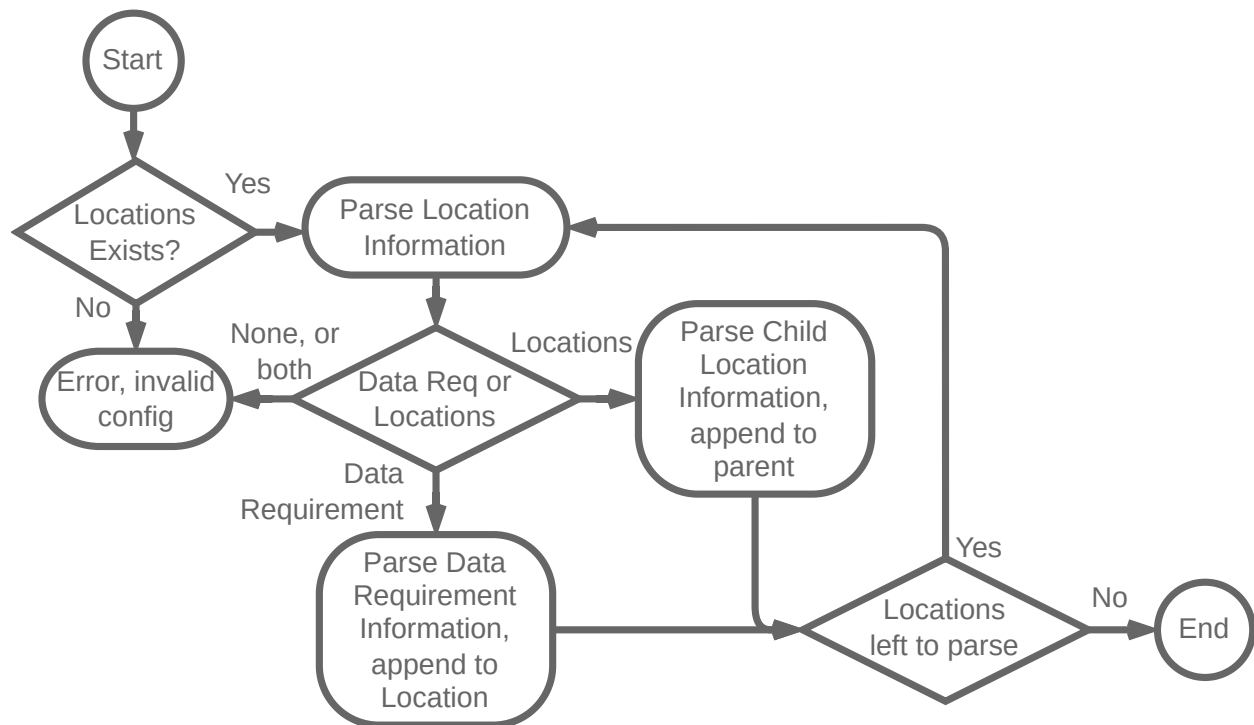 Start
Yes
Locations
Exists?
Parse Location
Information
No
None, or
both
Locations
Error, invalid
config
Data Req or
Locations
Parse Child
Location
Information,
append to
parent
Data
Requirement
Parse Data
Requirement
Information,
append to
Location
Yes
Locations
left to parse
No
End